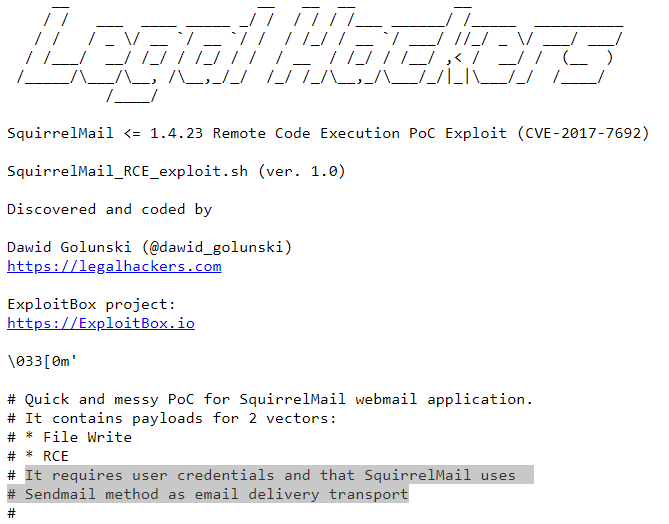 Legal Hackers
SquirrelMail <= 1.4.23 Remote Code Execution PoC Exploit (CVE-2017-7692)
SquirrelMail_RCE_exploit.sh (ver. 1.0)
Discovered and coded by
Dawid Golunski (@dawid_golunski)
https://legalhackers.com
ExploitBox project:
https://ExploitBox.io
\033[0m'
# Quick and messy PoC for SquirrelMail webmail application.
# It contains payloads for 2 vectors:
# * File Write
# * RCE
# It requires user credentials and that SquirrelMail uses
# Sendmail method as email delivery transport
#